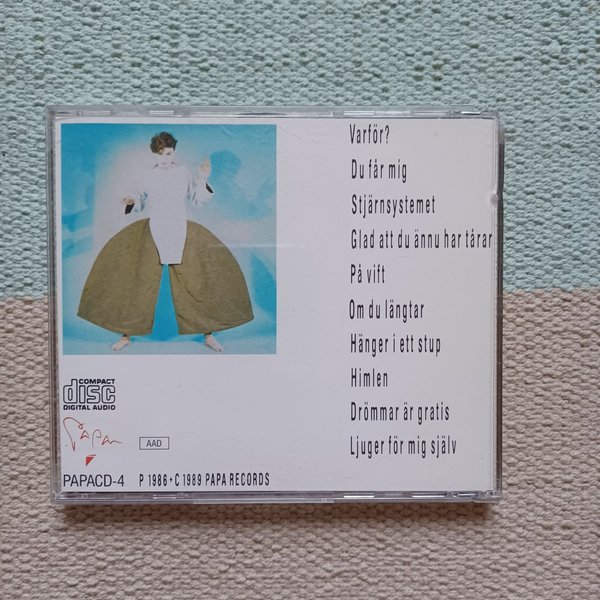 Varför?
Du får mig
Stjärnsystemet
Glad att du ännu har tårar
På vift
Om du längtar
Hänger i ett stup
Himlen
Drömmar är gratis
Ljuger för mig själv
COMPACT
disc
DIGITAL AUDIO
Papa
AAD
PAPACD-4 P 1986 + C 1989 PAPA RECORDS